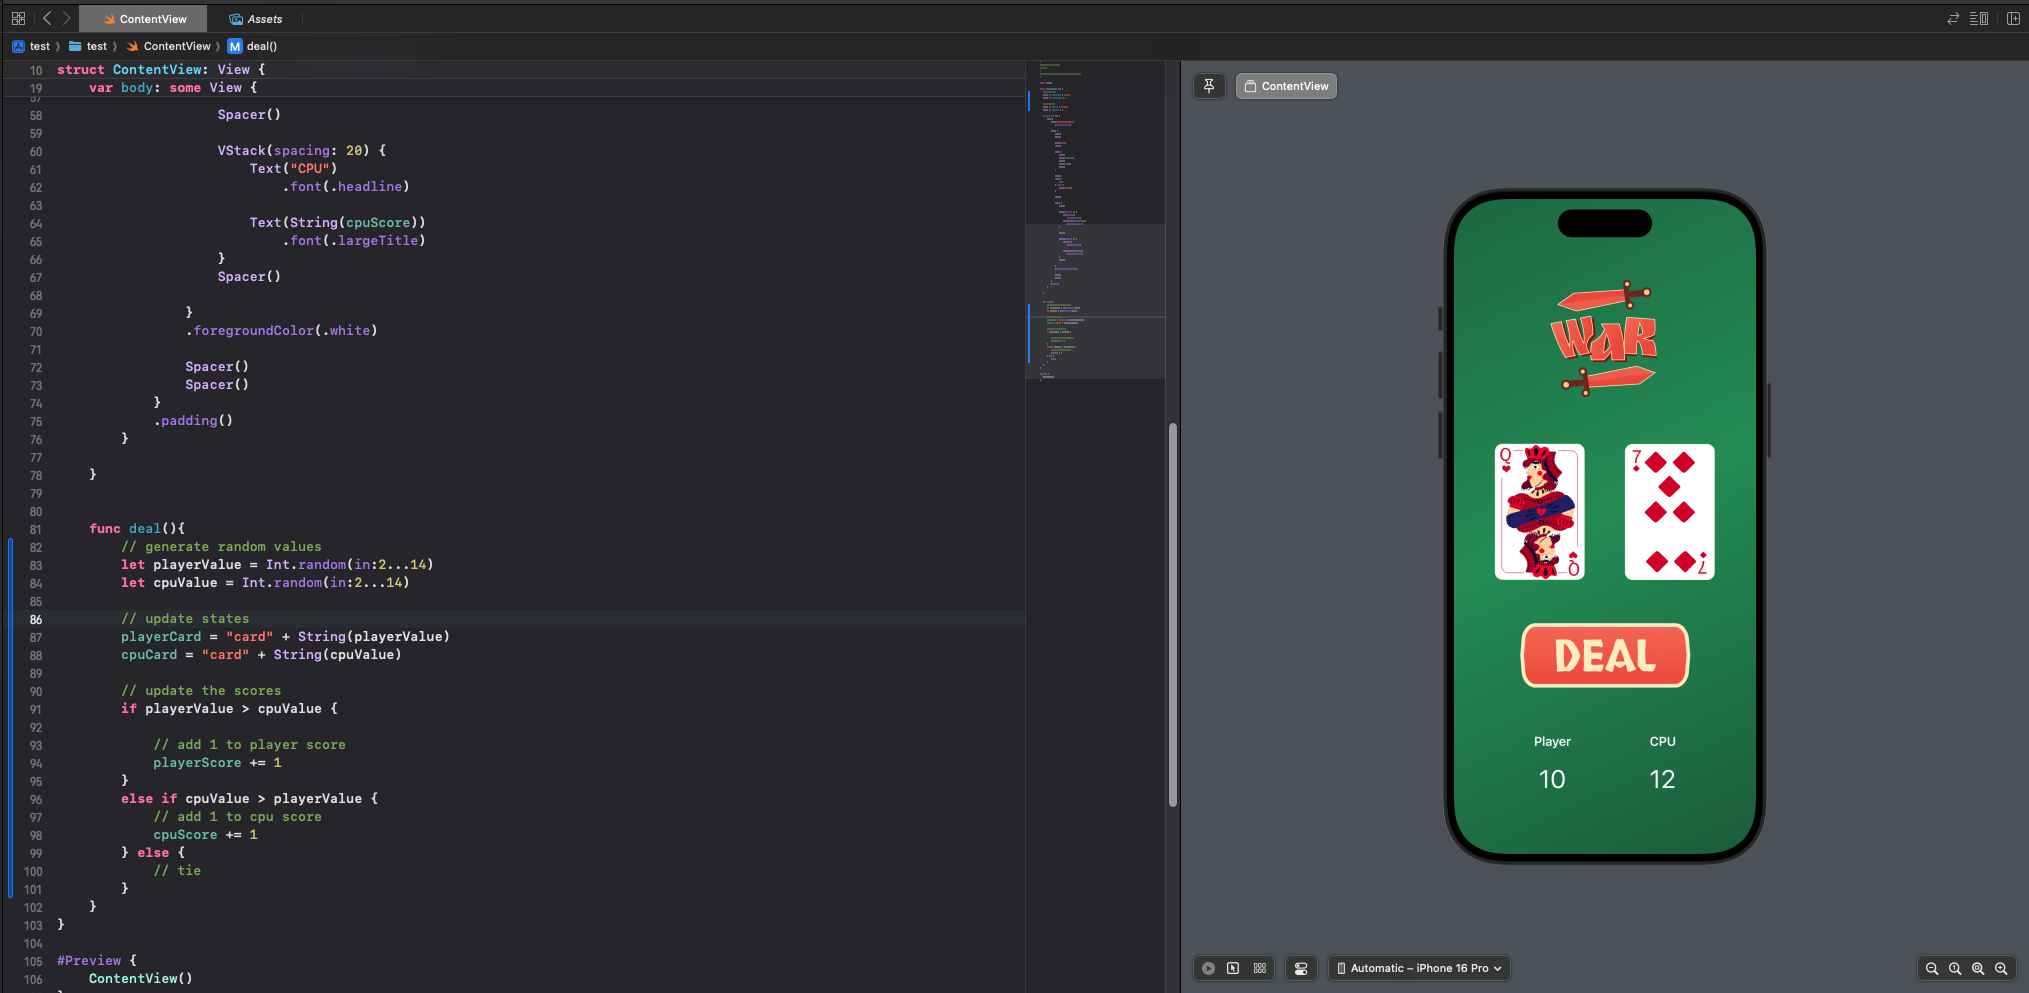 ContentView
Assets
test
test
ContentView
M deal()
10 struct ContentView: View {
19 var body: some View {
57
58 Spacer()
59
60 VStack(spacing: 20) {
61 Text("CPU")
62 .font(.headline)
63
64 Text(String(cpuScore))
65 .font(.largeTitle)
66 }
67 Spacer()
68
69 }
70 .foregroundColor(.white)
71
72 Spacer()
73 Spacer()
74 }
75 .padding()
76 }
77
78 }
79
80
81 func deal(){
82 // generate random values
83 let playerValue = Int.random(in:2...14)
84 let cpuValue = Int.random(in:2...14)
85
86 // update states
87 playerCard = "card" + String(playerValue)
88 cpuCard = "card" + String(cpuValue)
89
90 // update the scores
91 if playerValue > cpuValue {
92
93 // add 1 to player score
94 playerScore += 1
95 }
96 else if cpuValue > playerValue {
97 // add 1 to cpu score
98 cpuScore += 1
99 } else {
100 // tie
101 }
102 }
103 }
104
105 #Preview {
106 ContentView()
ContentView
WAR
Q
7
Q
7
DEAL
Player CPU
10 12
Automatic – iPhone 16 Pro